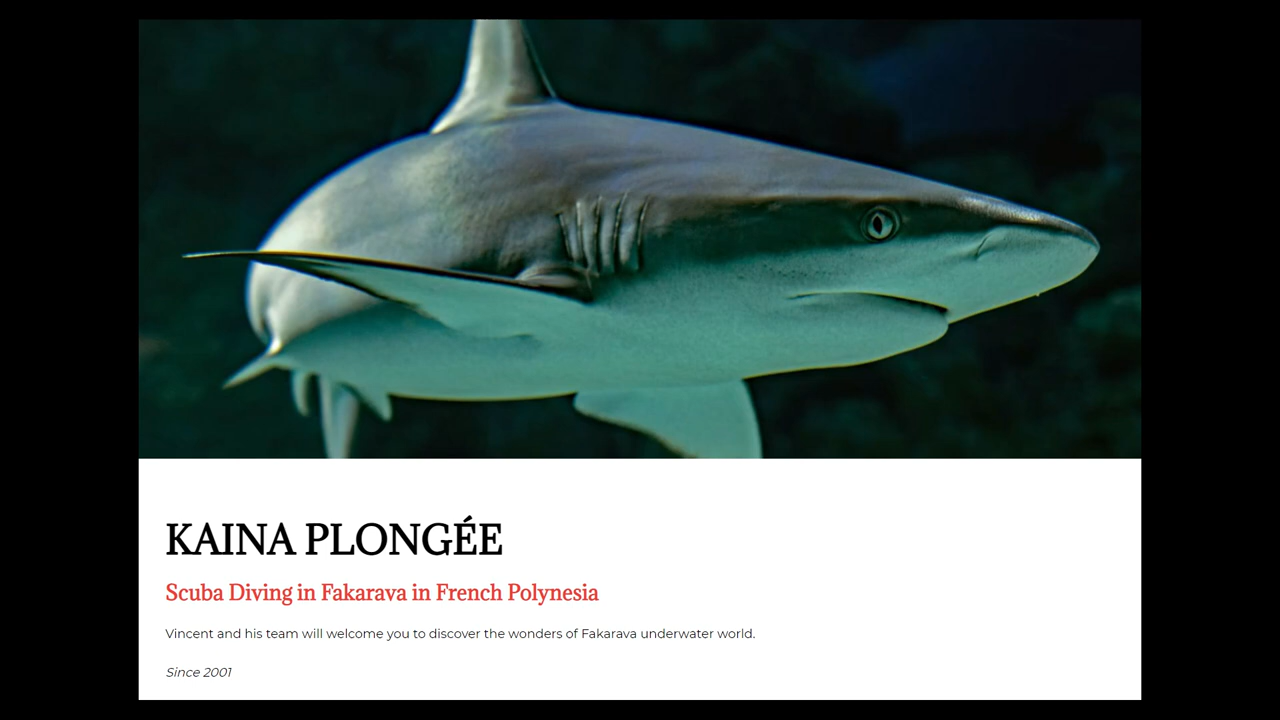 KAINA PLONGÉE
Scuba Diving in Fakarava in French Polynesia
Vincent and his team will welcome you to discover the wonders of Fakarava underwater world.
Since 2001